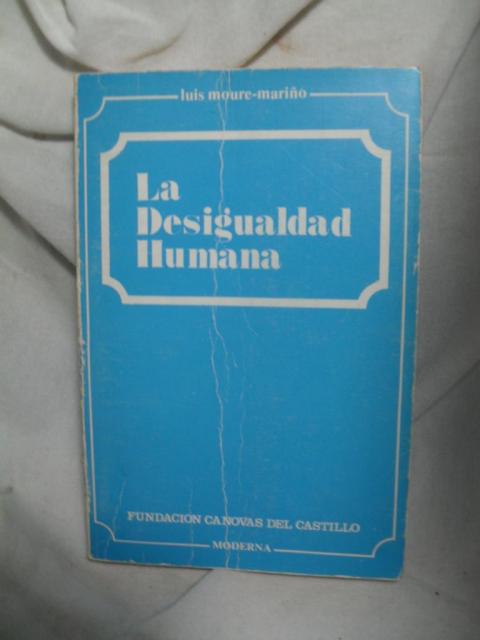 luis moure-mariño
La
Desigualdad
Humana
FUNDACION CANOVAS DEL CASTILLO
MODERNA